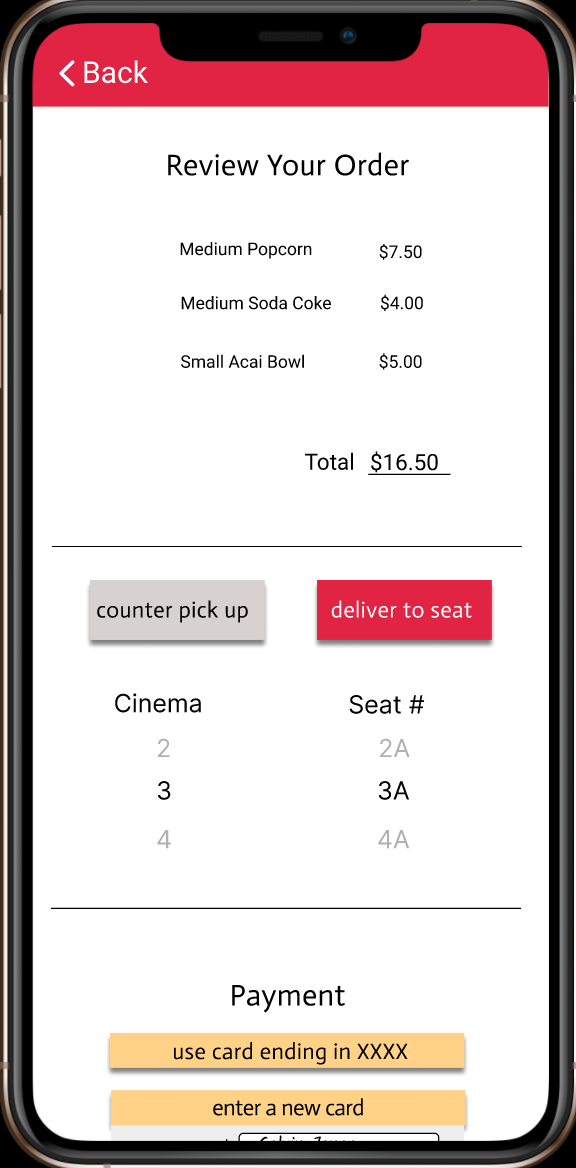 Back
Review Your Order
Medium Popcorn $7.50
Medium Soda Coke $4.00
Small Acai Bowl $5.00
Total $16.50
counter pick up deliver to seat
Cinema Seat #
2 2A
3 3A
4 4A
Payment
use card ending in XXXX
enter a new card